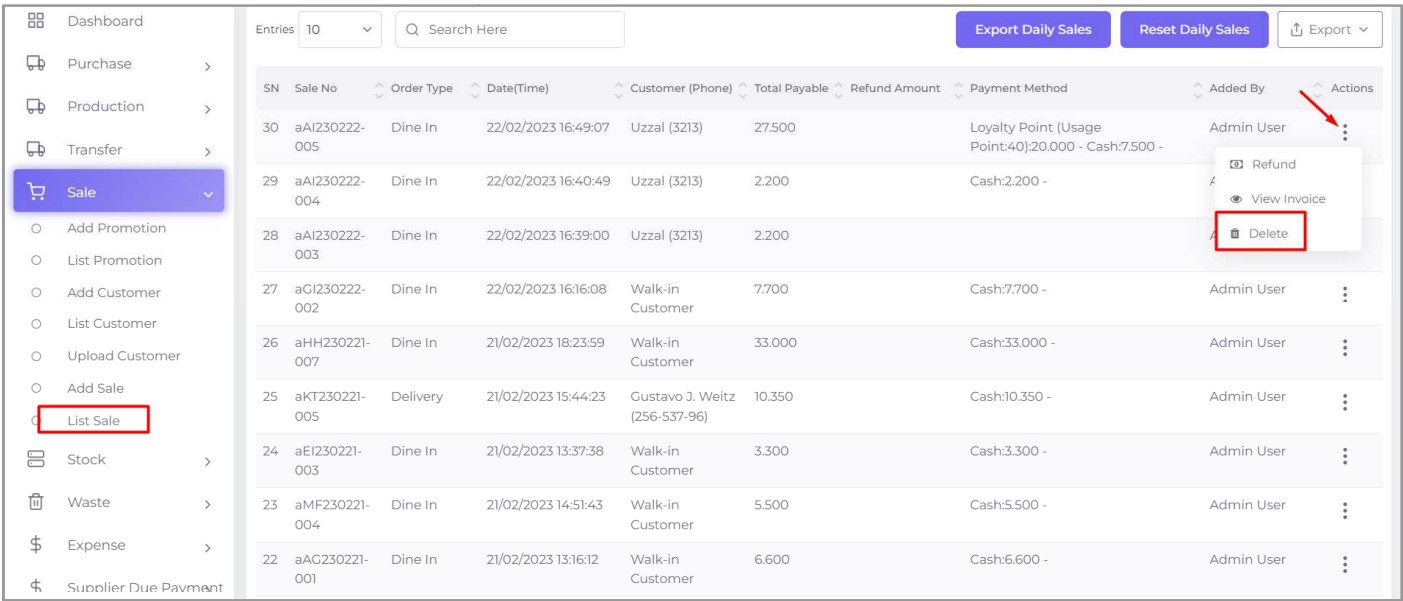 Dashboard
Purchase
Production
Transfer
Sale
Add Promotion
List Promotion
Add Customer
List Customer
Upload Customer
Add Sale
List Sale
Stock
Waste
Expense
Supplier Due Payment
Entries 10 Search Here Export Daily Sales Reset Daily Sales Export
SN Sale No Order Type Date(Time) Customer (Phone) Total Payable Refund Amount Payment Method Added By Actions
30 aAI230222- Dine In 22/02/2023 16:49:07 Uzzal (3213) 27.500 Loyalty Point (Usage Admin User
005 Point:40):20.000 - Cash:7.500 -
Refund
View Invoice
Delete
29 aAI230222- Dine In 22/02/2023 16:40:49 Uzzal (3213) 2.200 Cash:2.200 - A
004
28 aAI230222- Dine In 22/02/2023 16:39:00 Uzzal (3213) 2.200 A
003
27 aGI230222- Dine In 22/02/2023 16:16:08 Walk-in 7.700 Cash:7.700 - Admin User
002 Customer
26 aHH230221- Dine In 21/02/2023 18:23:59 Walk-in 33.000 Cash:33.000 - Admin User
007 Customer
25 aKT230221- Delivery 21/02/2023 15:44:23 Gustavo J. Weitz 10.350 Cash:10.350 - Admin User
005 (256-537-96)
24 aEI230221- Dine In 21/02/2023 13:37:38 Walk-in 3.300 Cash:3.300 - Admin User
003 Customer
23 aMF230221- Dine In 21/02/2023 14:51:43 Walk-in 5.500 Cash:5.500 - Admin User
004 Customer
22 aAG230221- Dine In 21/02/2023 13:16:12 Walk-in 6.600 Cash:6.600 - Admin User
001 Customer